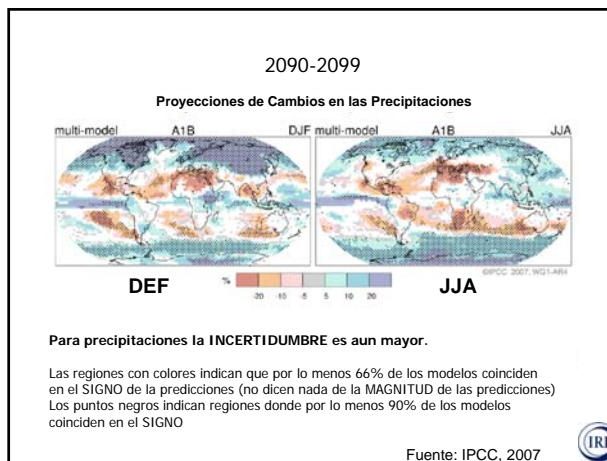 2090-2099
Proyecciones de Cambios en las Precipitaciones
multi-model A1B DJF
multi-model A1B JJA
©IPCC 2007: WG1-AR4
DEF
%
-20 -10 -5 5 10 20
JJA
Para precipitaciones la INCERTIDUMBRE es aun mayor.
Las regiones con colores indican que por lo menos 66% de los modelos coinciden
en el SIGNO de la predicciones (no dicen nada de la MAGNITUD de las predicciones)
Los puntos negros indican regiones donde por lo menos 90% de los modelos
coinciden en el SIGNO
Fuente: IPCC, 2007
IRI